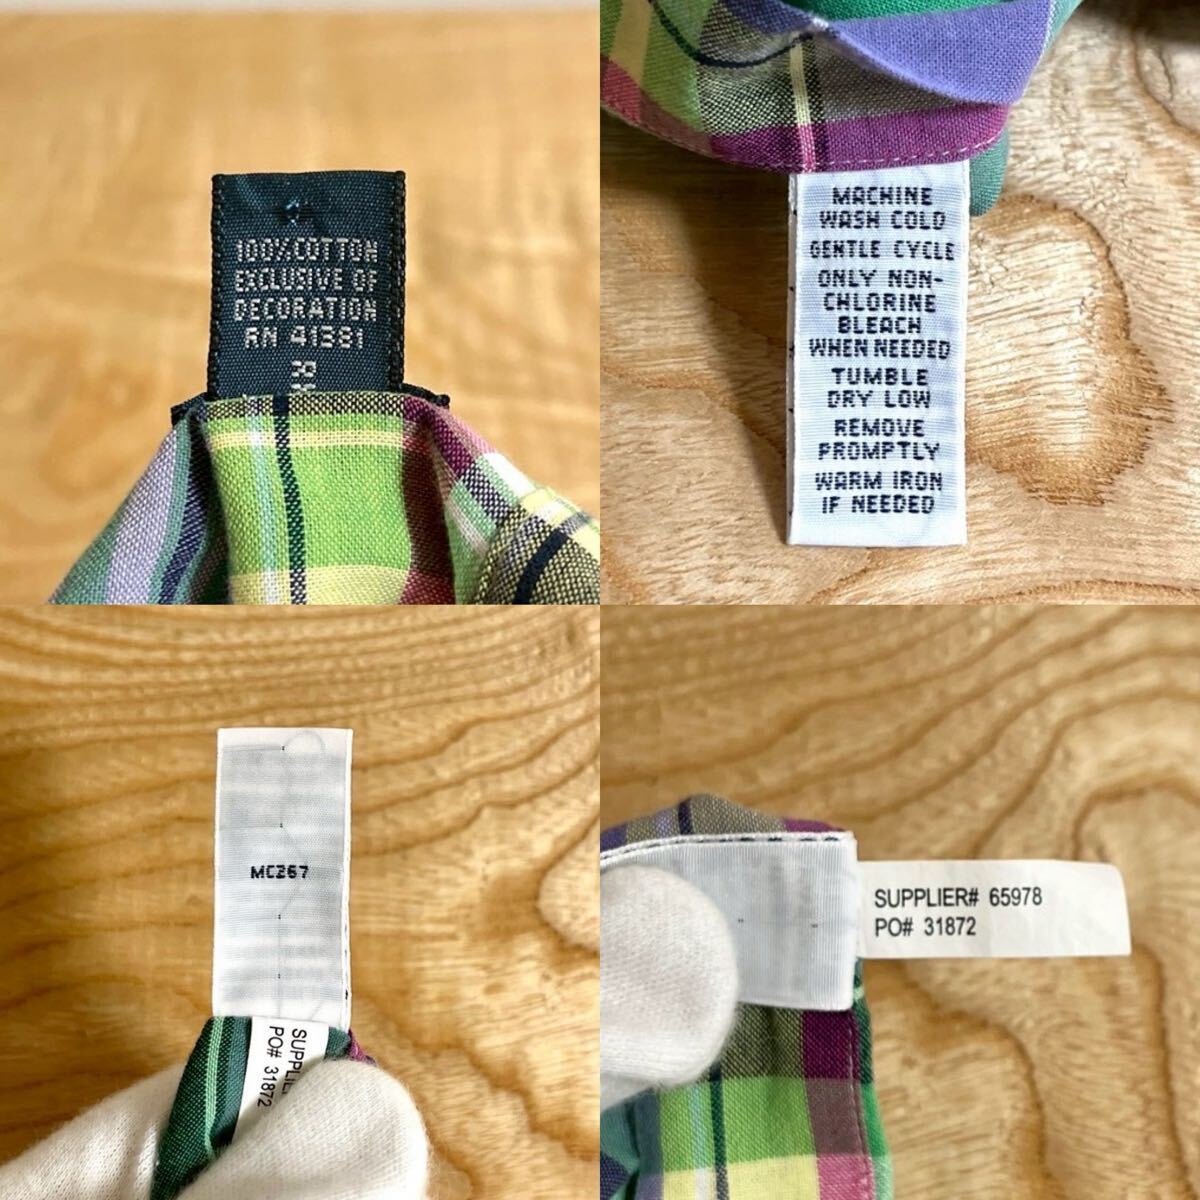 100% COTTON
EXCLUSIVE OF
DECORATION
RN 41381
MACHINE
WASH COLD
GENTLE CYCLE
ONLY NON-
CHLORINE
BLEACH
WHEN NEEDED
TUMBLE
DRY LOW
REMOVE
PROMPTLY
WARM IRON
IF NEEDED
MC267
PO# 31872
SUPPLIER# 65978
PO# 31872